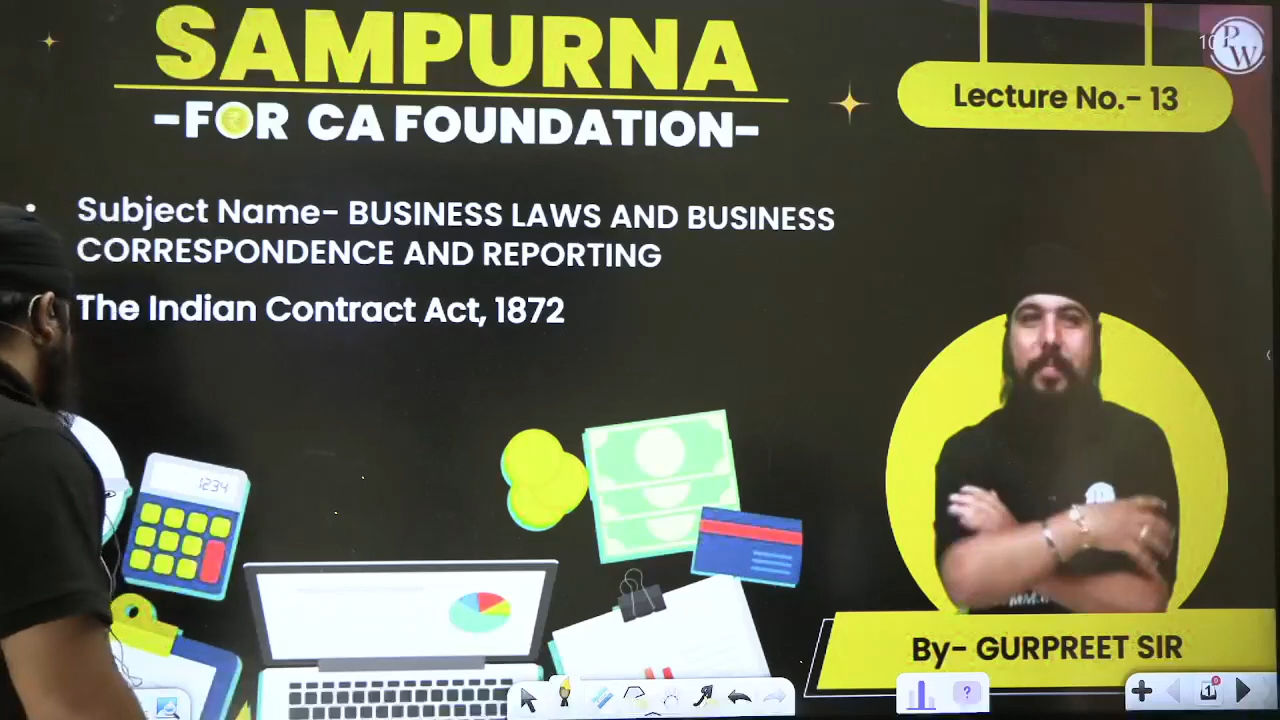 SAMPURNA
-FOR CA FOUNDATION-
Lecture No.- 13
PW
Subject Name- BUSINESS LAWS AND BUSINESS
CORRESPONDENCE AND REPORTING
The Indian Contract Act, 1872
1234
By- GURPREET SIR